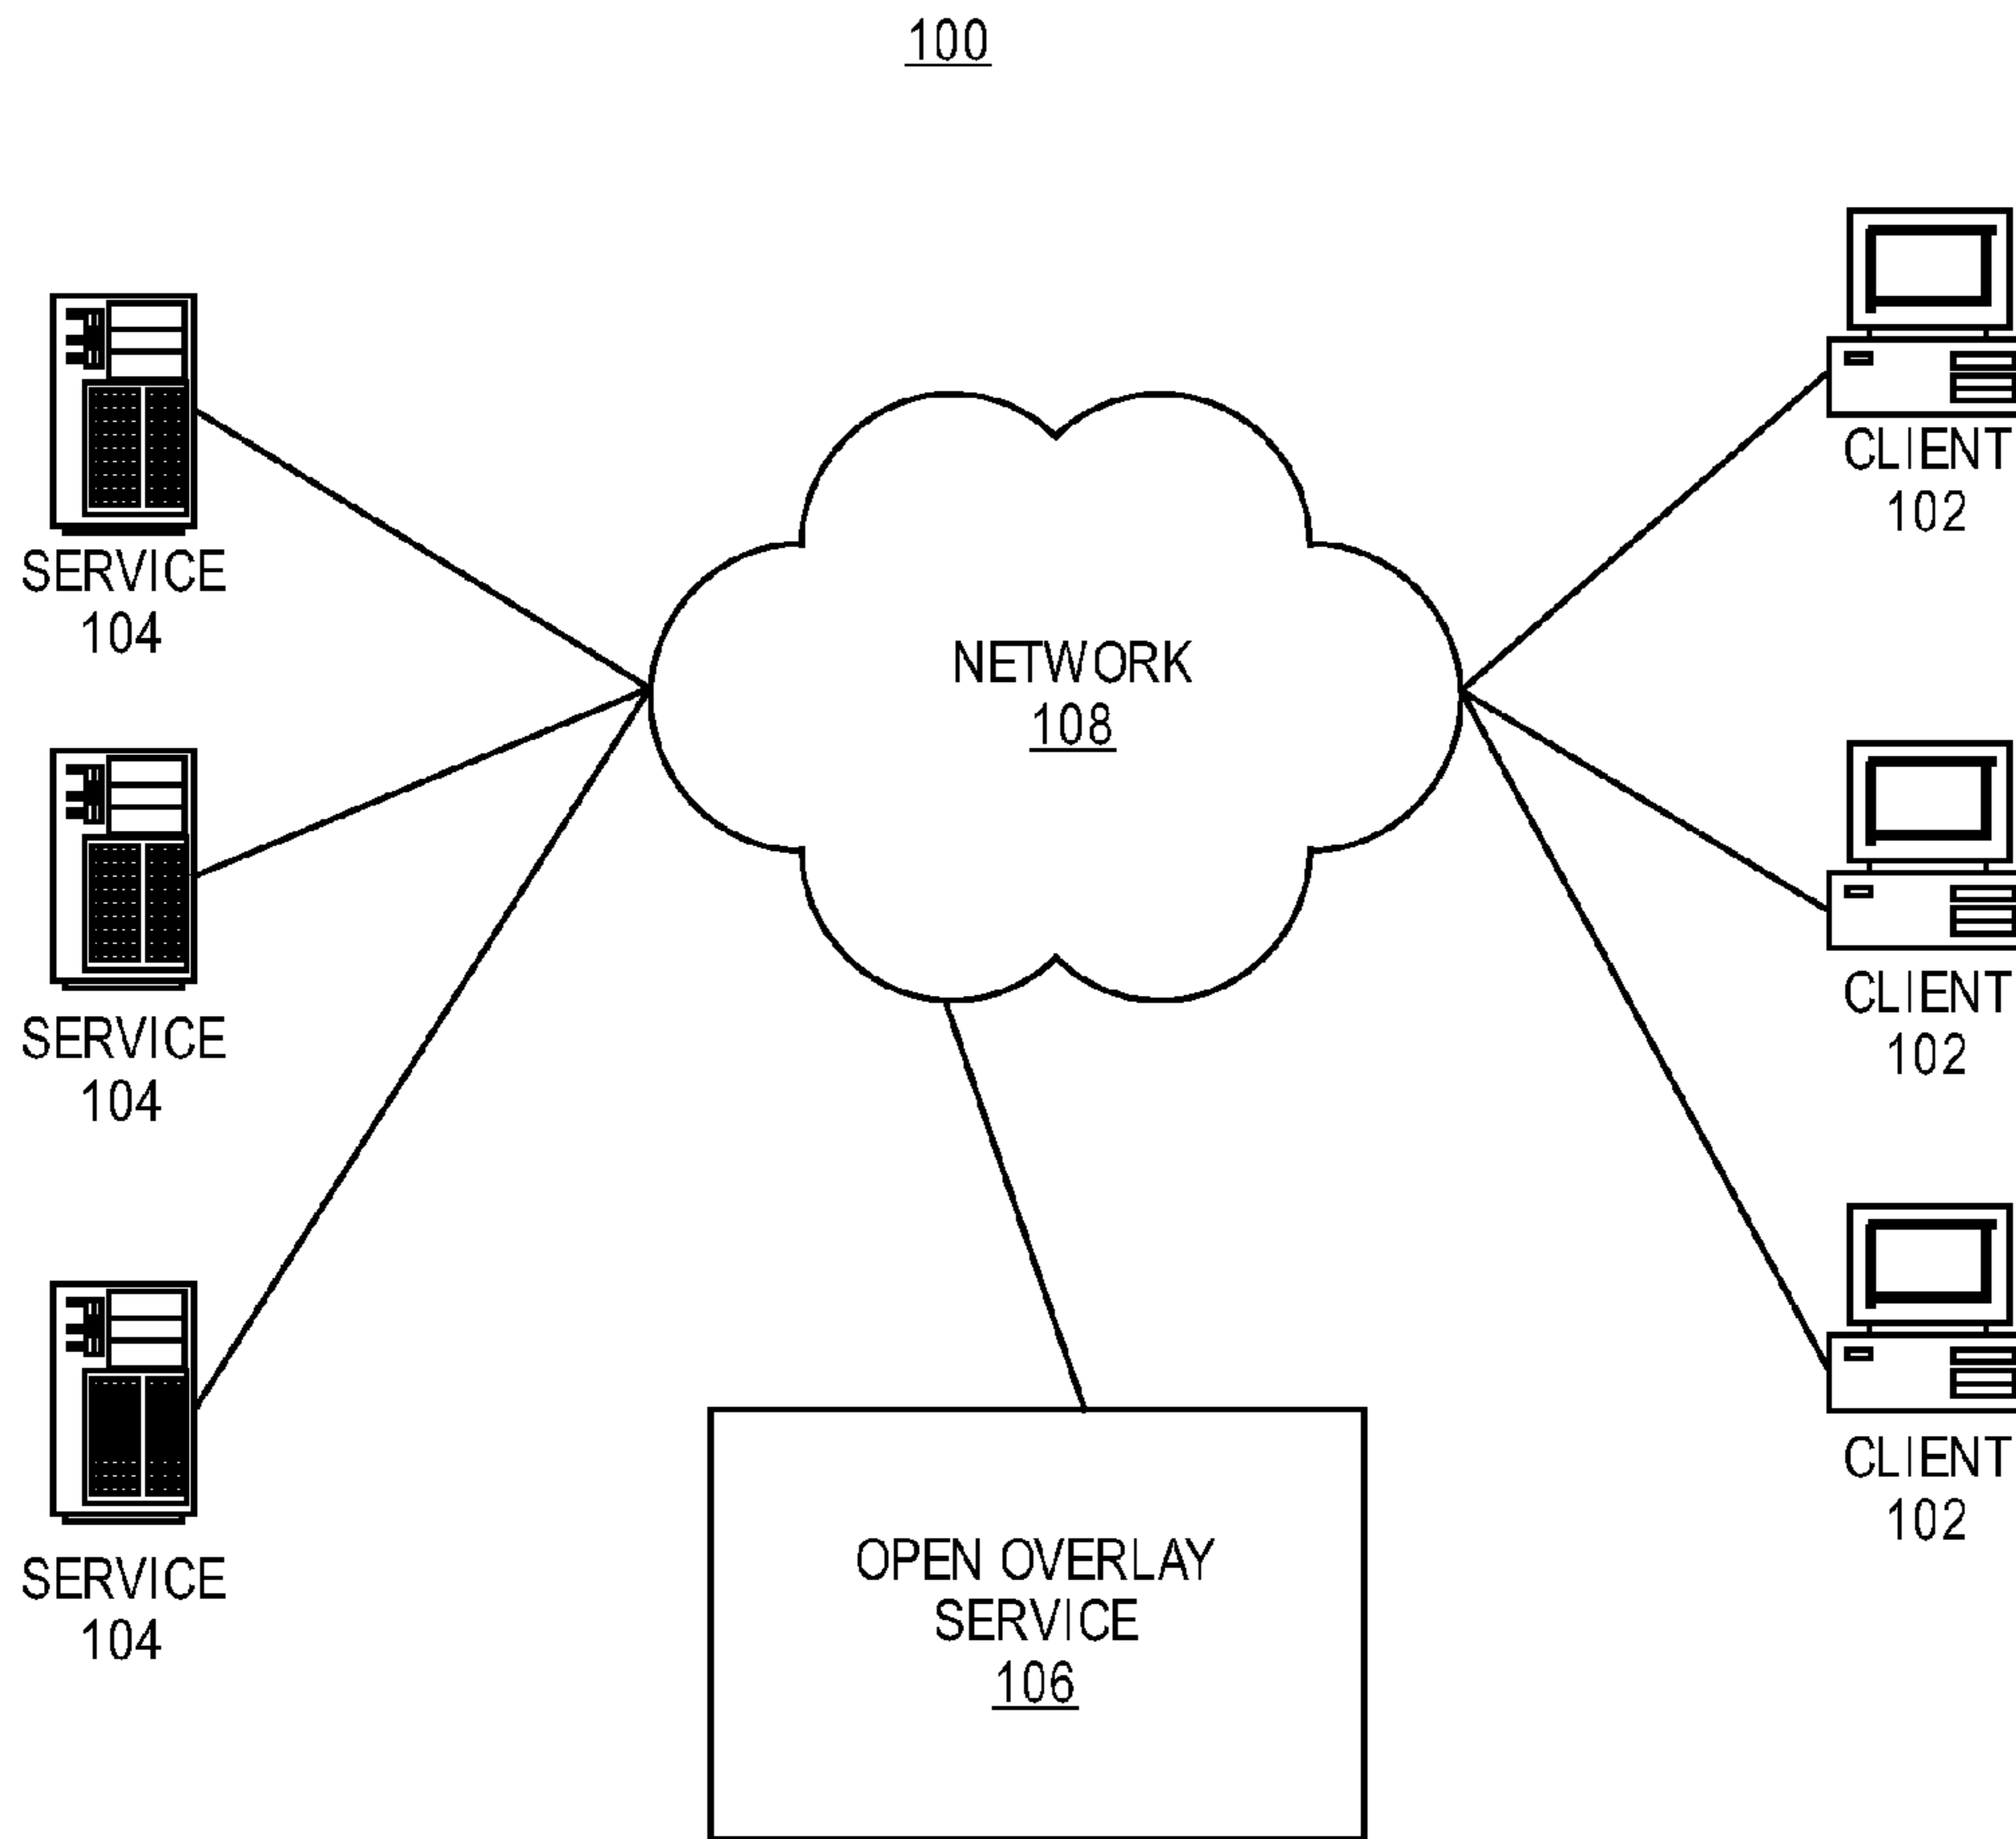 100
CLIENT
102
SERVICE
104
NETWORK
108
CLIENT
102
SERVICE
104
CLIENT
102
SERVICE
104
OPEN OVERLAY
SERVICE
106